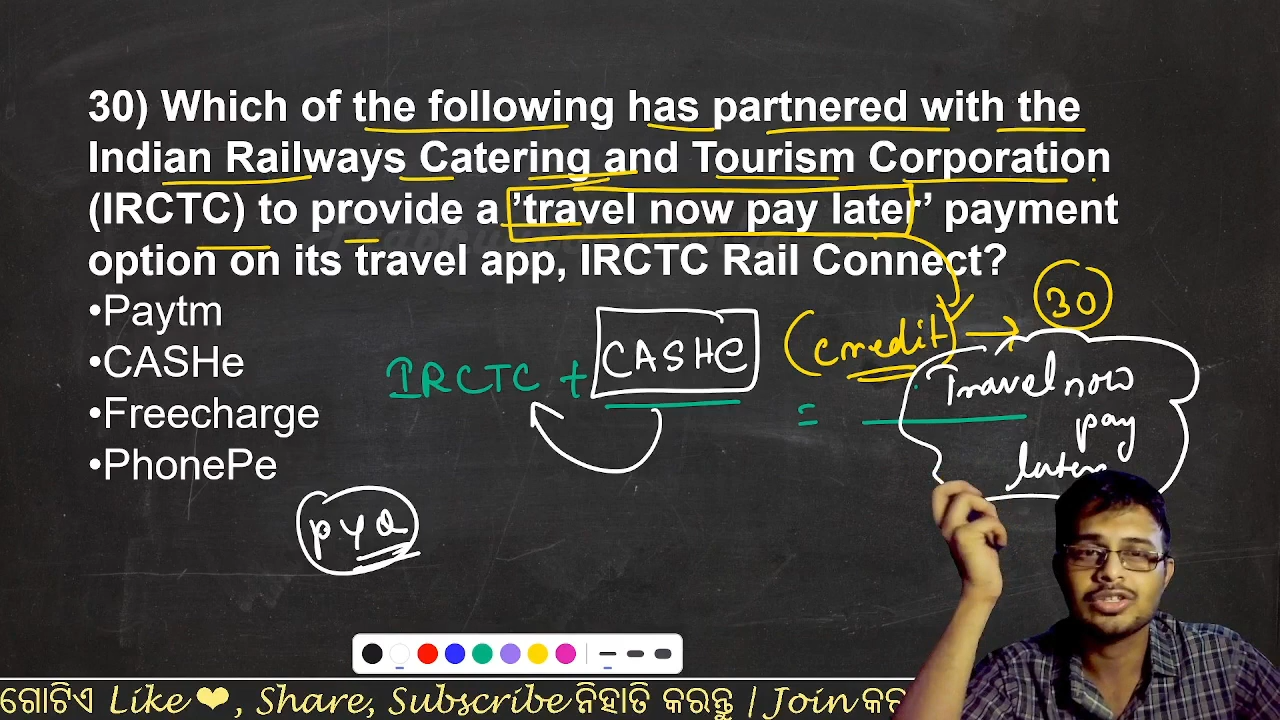 30) Which of the following has partnered with the
Indian Railways Catering and Tourism Corporation
(IRCTC) to provide a ’travel now pay later’ payment
option on its travel app, IRCTC Rail Connect?
•Paytm
•CASHe
•Freecharge
•PhonePe
IRCTC + CASHe
(credit) → 30
= Travel now
pay
later
PYQ
ଗୋଟିଏ Like ❤, Share, Subscribe ନିହାତି କରନ୍ତୁ | Join